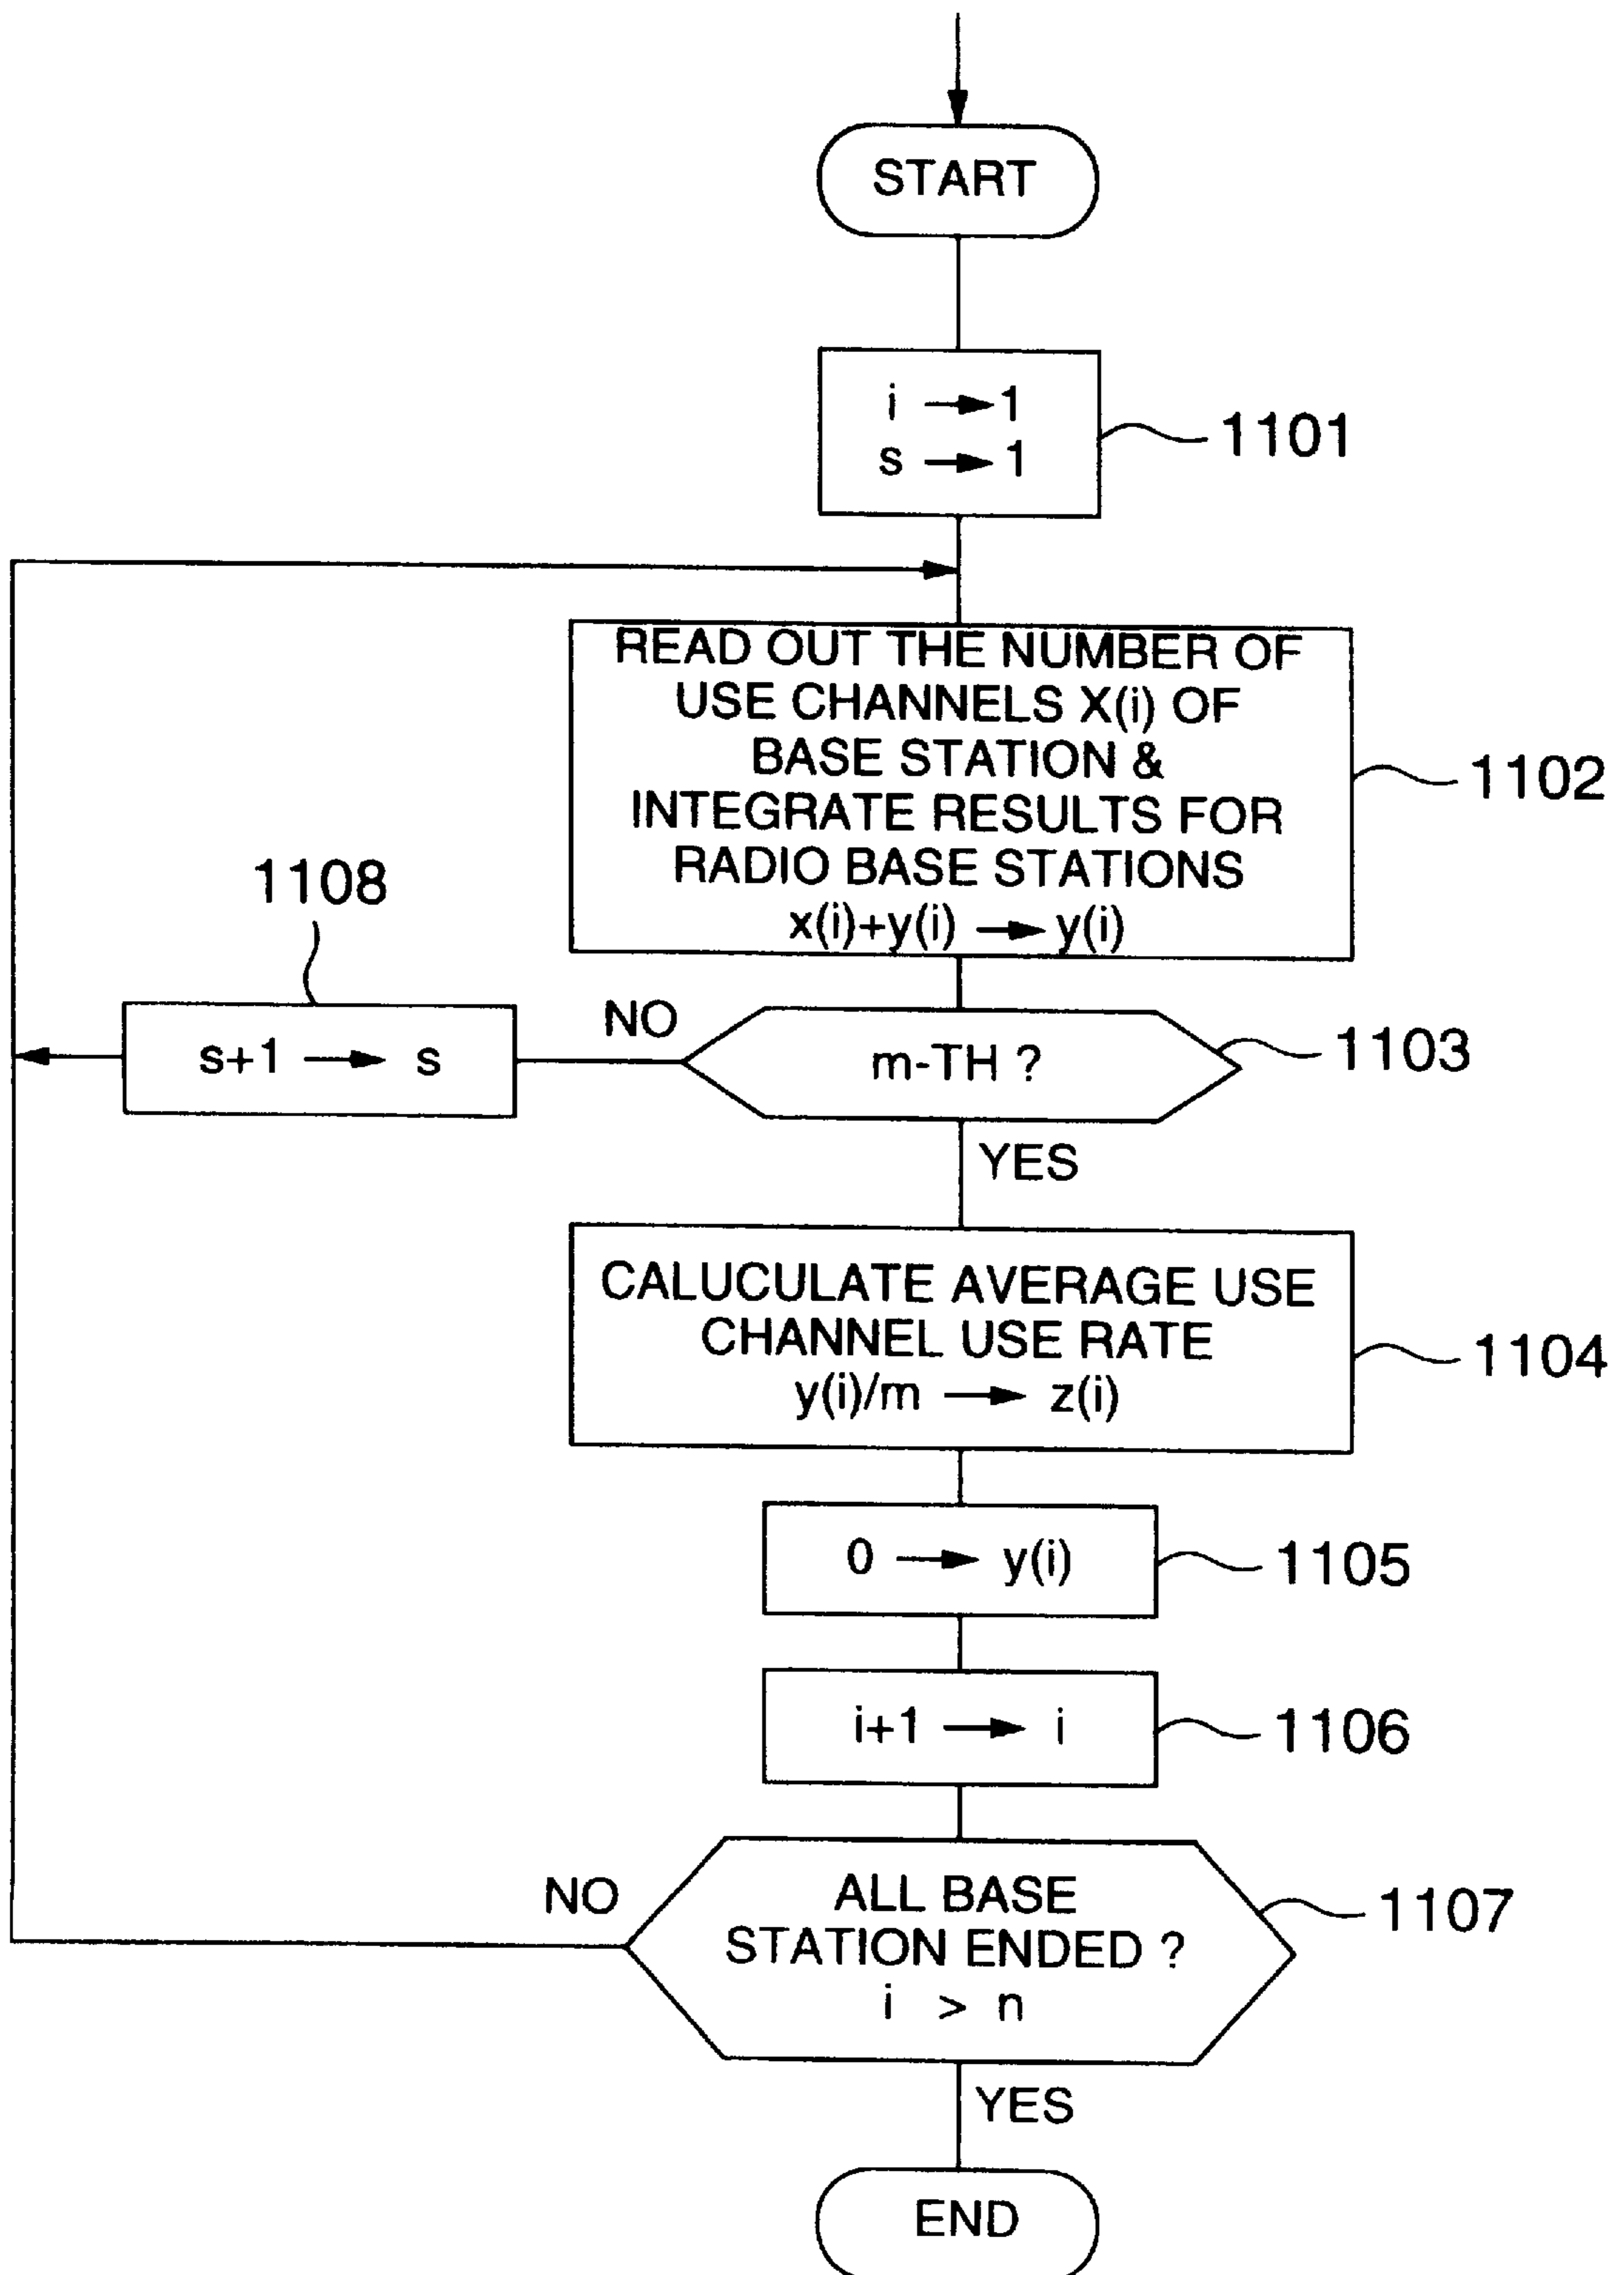 START
i → 1
s → 1
1101
READ OUT THE NUMBER OF
USE CHANNELS X(i) OF
BASE STATION &
INTEGRATE RESULTS FOR
RADIO BASE STATIONS
x(i)+y(i) → y(i)
1102
1108
s+1 → s
NO
m-TH ?
1103
YES
CALUCULATE AVERAGE USE
CHANNEL USE RATE
y(i)/m → z(i)
1104
0 → y(i)
1105
i+1 → i
1106
NO
ALL BASE
STATION ENDED ?
i > n
1107
YES
END